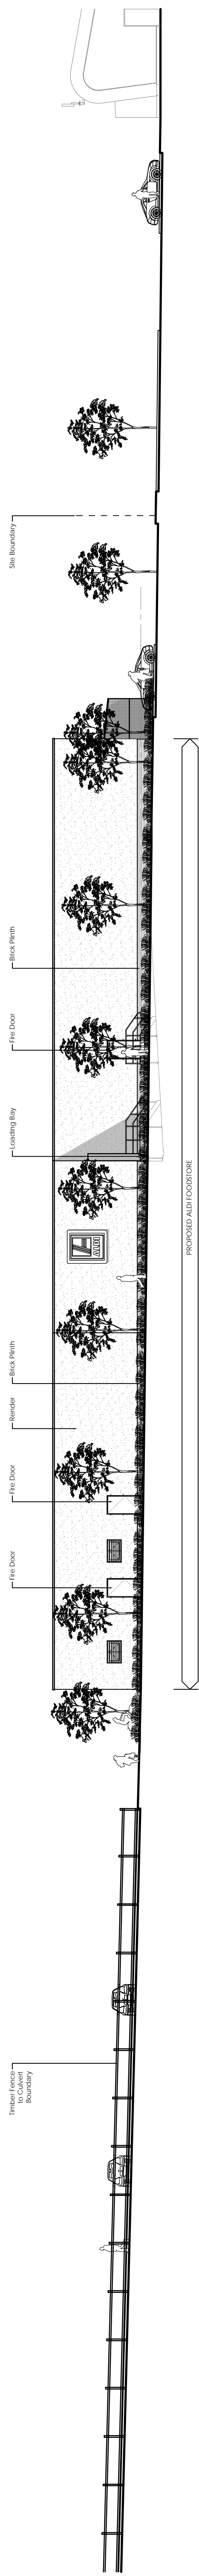 Timber Fence
to Culvert
Boundary
Fire Door
Fire Door
Render
Brick Plinth
Loading Bay
Fire Door
Brick Plinth
Site Boundary
ALDI
PROPOSED ALDI FOODSTORE